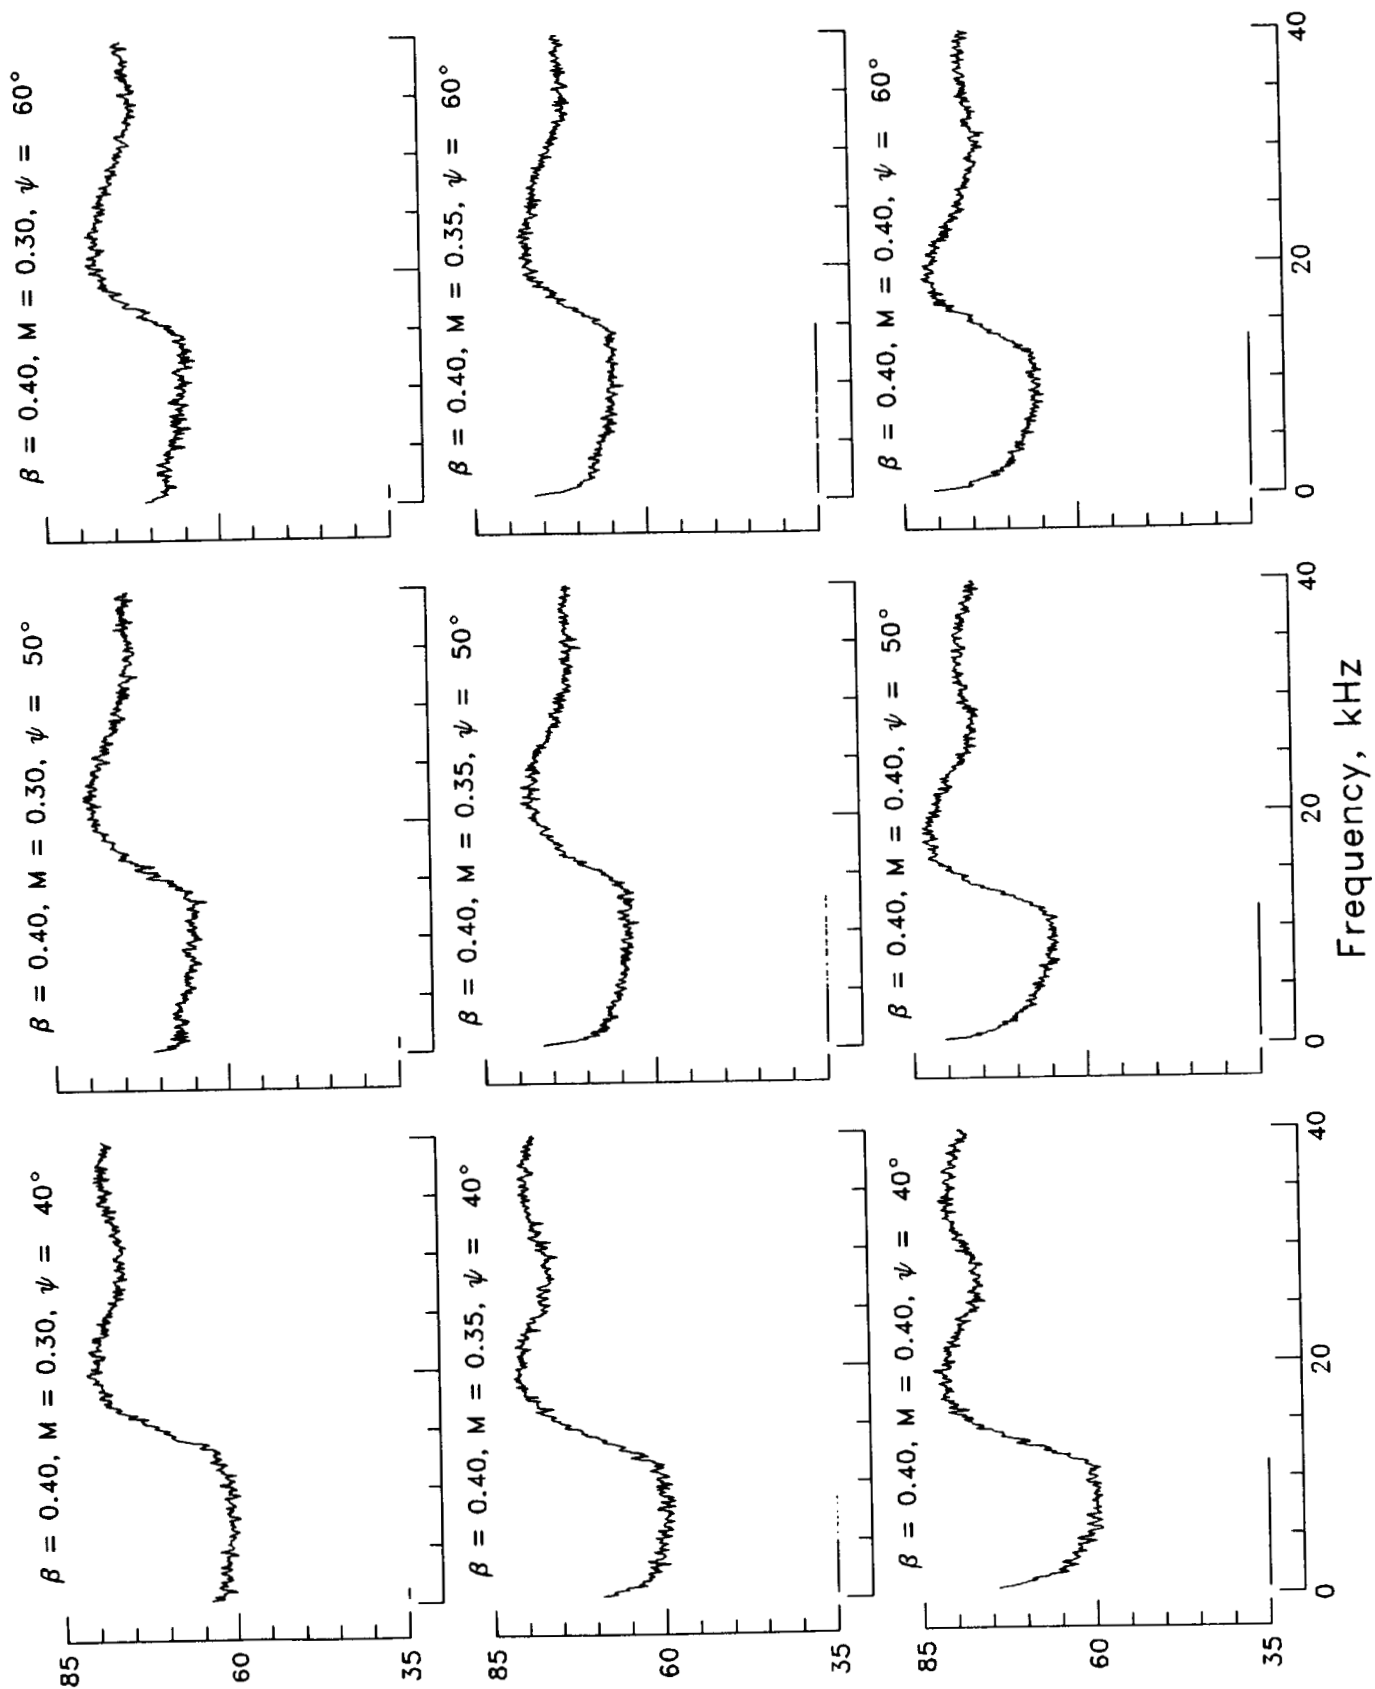 β = 0.40, M = 0.30, ψ = 40°
β = 0.40, M = 0.30, ψ = 50°
β = 0.40, M = 0.30, ψ = 60°
85
60
35
β = 0.40, M = 0.35, ψ = 40°
β = 0.40, M = 0.35, ψ = 50°
β = 0.40, M = 0.35, ψ = 60°
85
60
35
β = 0.40, M = 0.40, ψ = 40°
β = 0.40, M = 0.40, ψ = 50°
β = 0.40, M = 0.40, ψ = 60°
85
60
35
0 20 40
0 20 40
0 20 40
Frequency, kHz